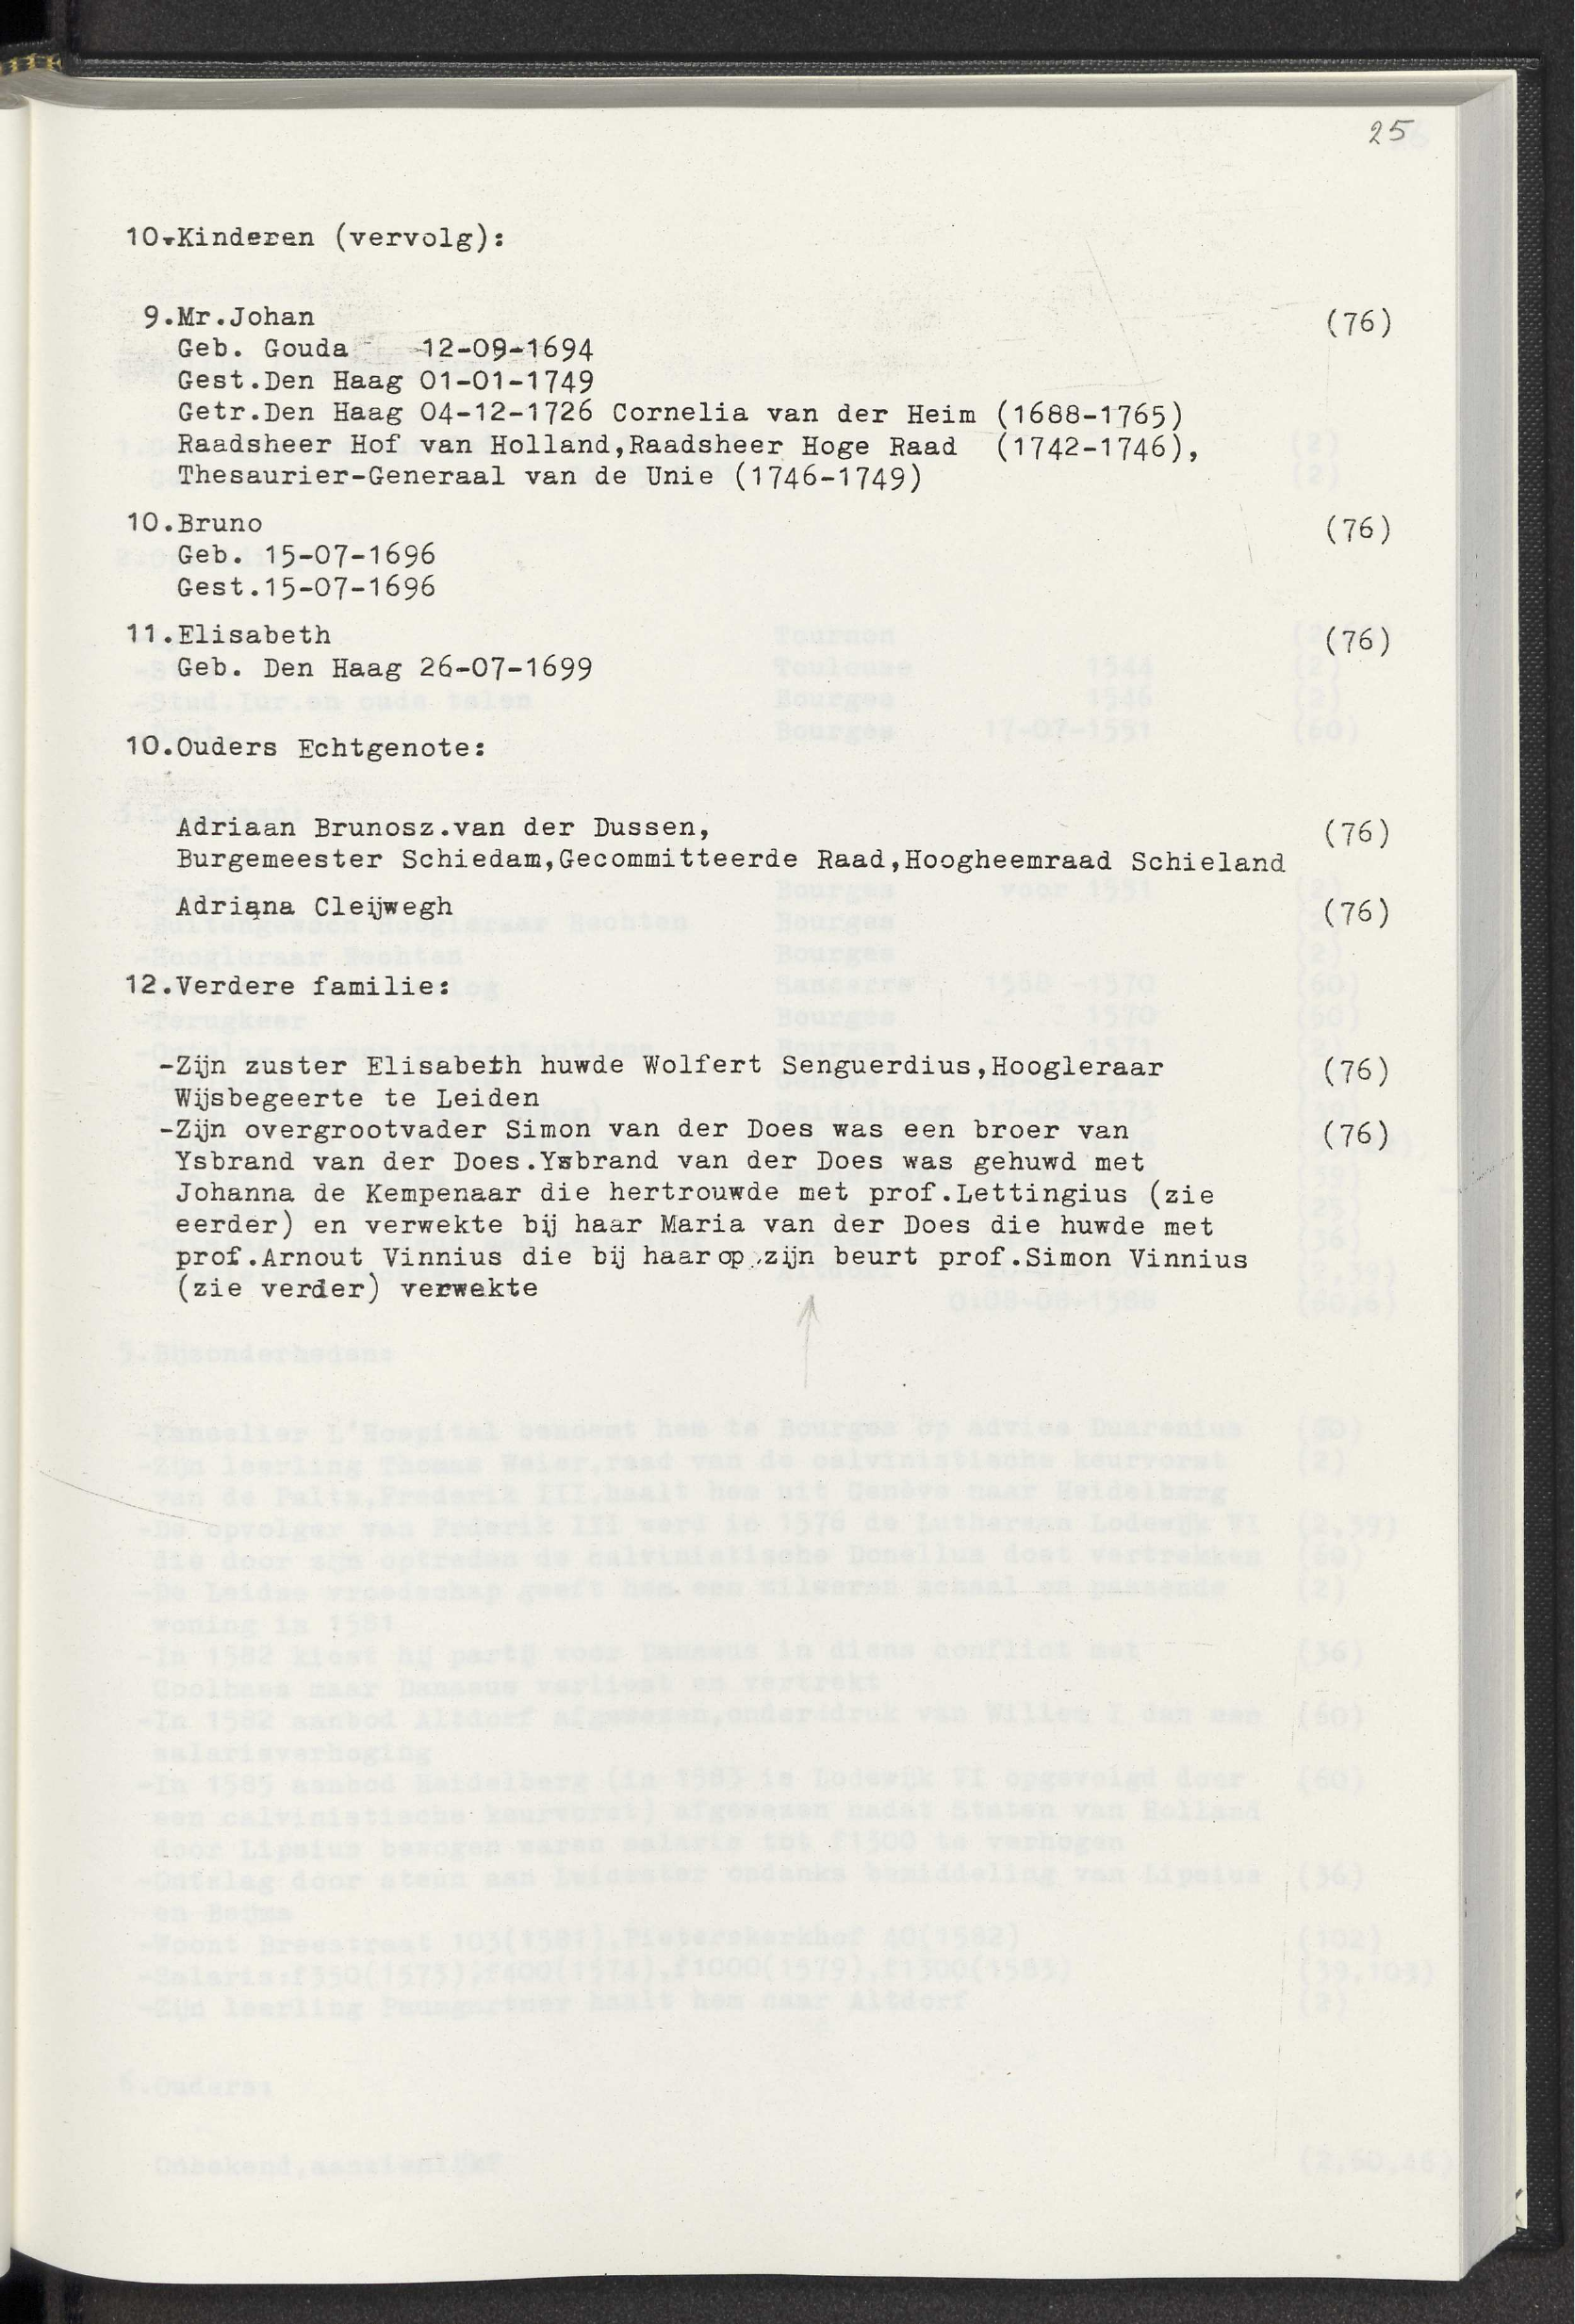 25
10.Kinderen (vervolg):
9.Mr.Johan (76)
Geb. Gouda 12-09-1694
Gest.Den Haag 01-01-1749
Getr.Den Haag 04-12-1726 Cornelia van der Heim (1688-1765)
Raadsheer Hof van Holland,Raadsheer Hoge Raad (1742-1746),
Thesaurier-Generaal van de Unie (1746-1749)
10.Bruno (76)
Geb. 15-07-1696
Gest.15-07-1696
11.Elisabeth (76)
Geb. Den Haag 26-07-1699
10.Ouders Echtgenote:
Adriaan Brunosz.van der Dussen, (76)
Burgemeester Schiedam,Gecommitteerde Raad,Hoogheemraad Schieland
Adriana Cleijwegh (76)
12.Verdere familie:
-Zijn zuster Elisabeth huwde Wolfert Senguerdius,Hoogleraar (76)
Wijsbegeerte te Leiden
-Zijn overgrootvader Simon van der Does was een broer van (76)
Ysbrand van der Does.Ysbrand van der Does was gehuwd met
Johanna de Kempenaar die hertrouwde met prof.Lettingius (zie
eerder) en verwekte bij haar Maria van der Does die huwde met
prof.Arnout Vinnius die bij haar op zijn beurt prof.Simon Vinnius
(zie verder) verwekte